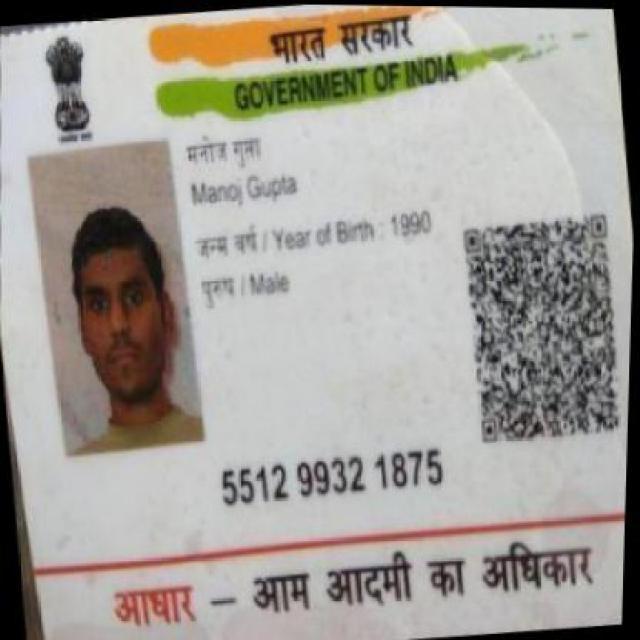 भारत सरकार
GOVERNMENT OF INDIA
मनोज गुप्ता
Manoj Gupta
जन्म वर्ष / Year of Birth : 1990
पुरुष / Male
5512 9932 1875
आधार – आम आदमी का अधिकार